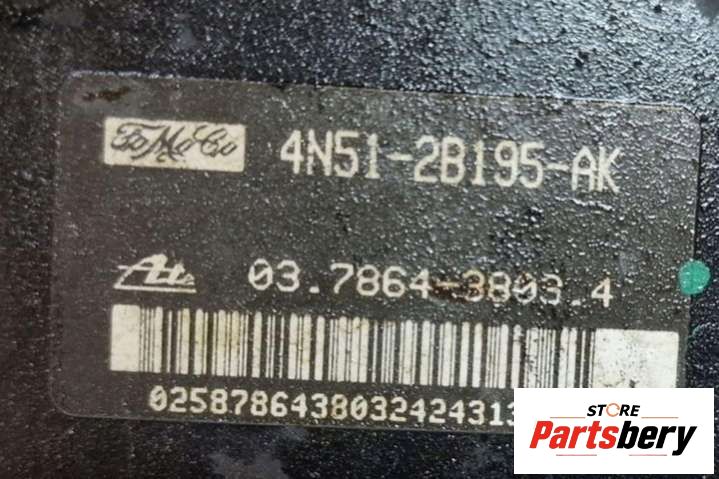 FoMoCo 4N51-2B195-AK
Ate 03.7864-3803.4
025878643803242431
STORE
Partsbery